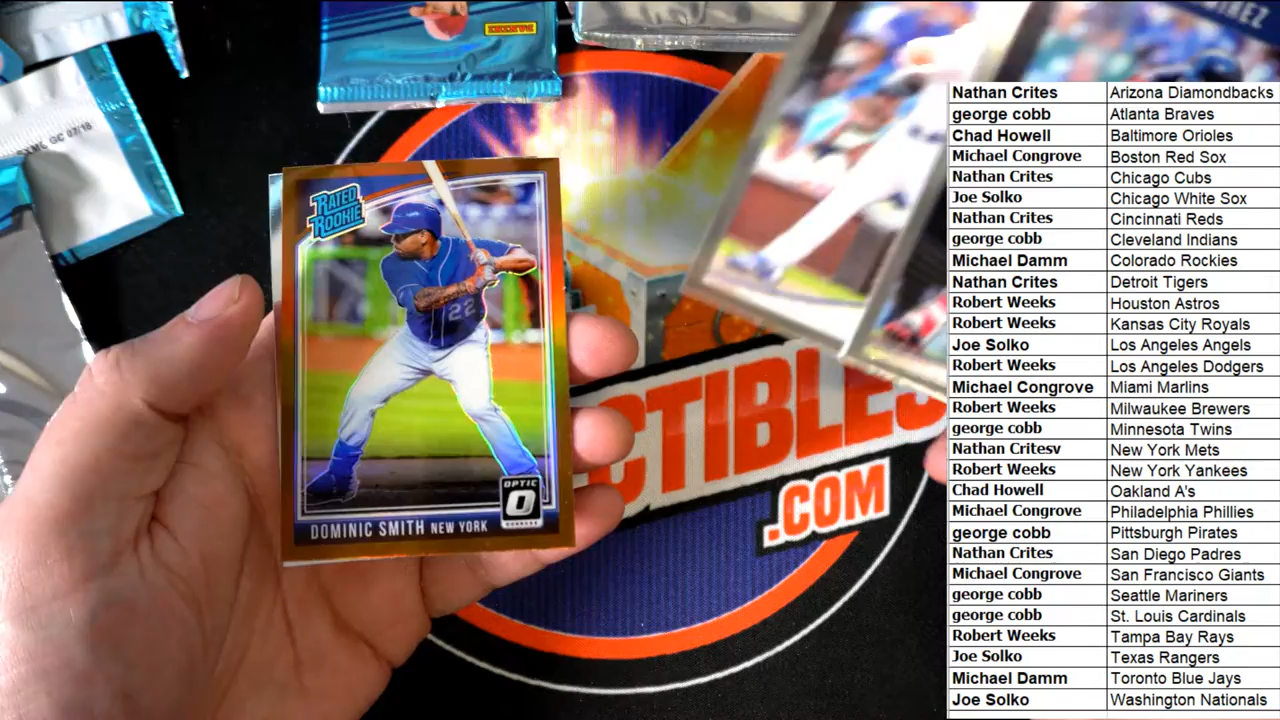 RATED
ROOKIE
22
OPTIC
O
DONRUSS
DOMINIC SMITH NEW YORK
CTIBLES
.COM
Nathan Crites Arizona Diamondbacks
george cobb Atlanta Braves
Chad Howell Baltimore Orioles
Michael Congrove Boston Red Sox
Nathan Crites Chicago Cubs
Joe Solko Chicago White Sox
Nathan Crites Cincinnati Reds
george cobb Cleveland Indians
Michael Damm Colorado Rockies
Nathan Crites Detroit Tigers
Robert Weeks Houston Astros
Robert Weeks Kansas City Royals
Joe Solko Los Angeles Angels
Robert Weeks Los Angeles Dodgers
Michael Congrove Miami Marlins
Robert Weeks Milwaukee Brewers
george cobb Minnesota Twins
Nathan Critesv New York Mets
Robert Weeks New York Yankees
Chad Howell Oakland A's
Michael Congrove Philadelphia Phillies
george cobb Pittsburgh Pirates
Nathan Crites San Diego Padres
Michael Congrove San Francisco Giants
george cobb Seattle Mariners
george cobb St. Louis Cardinals
Robert Weeks Tampa Bay Rays
Joe Solko Texas Rangers
Michael Damm Toronto Blue Jays
Joe Solko Washington Nationals